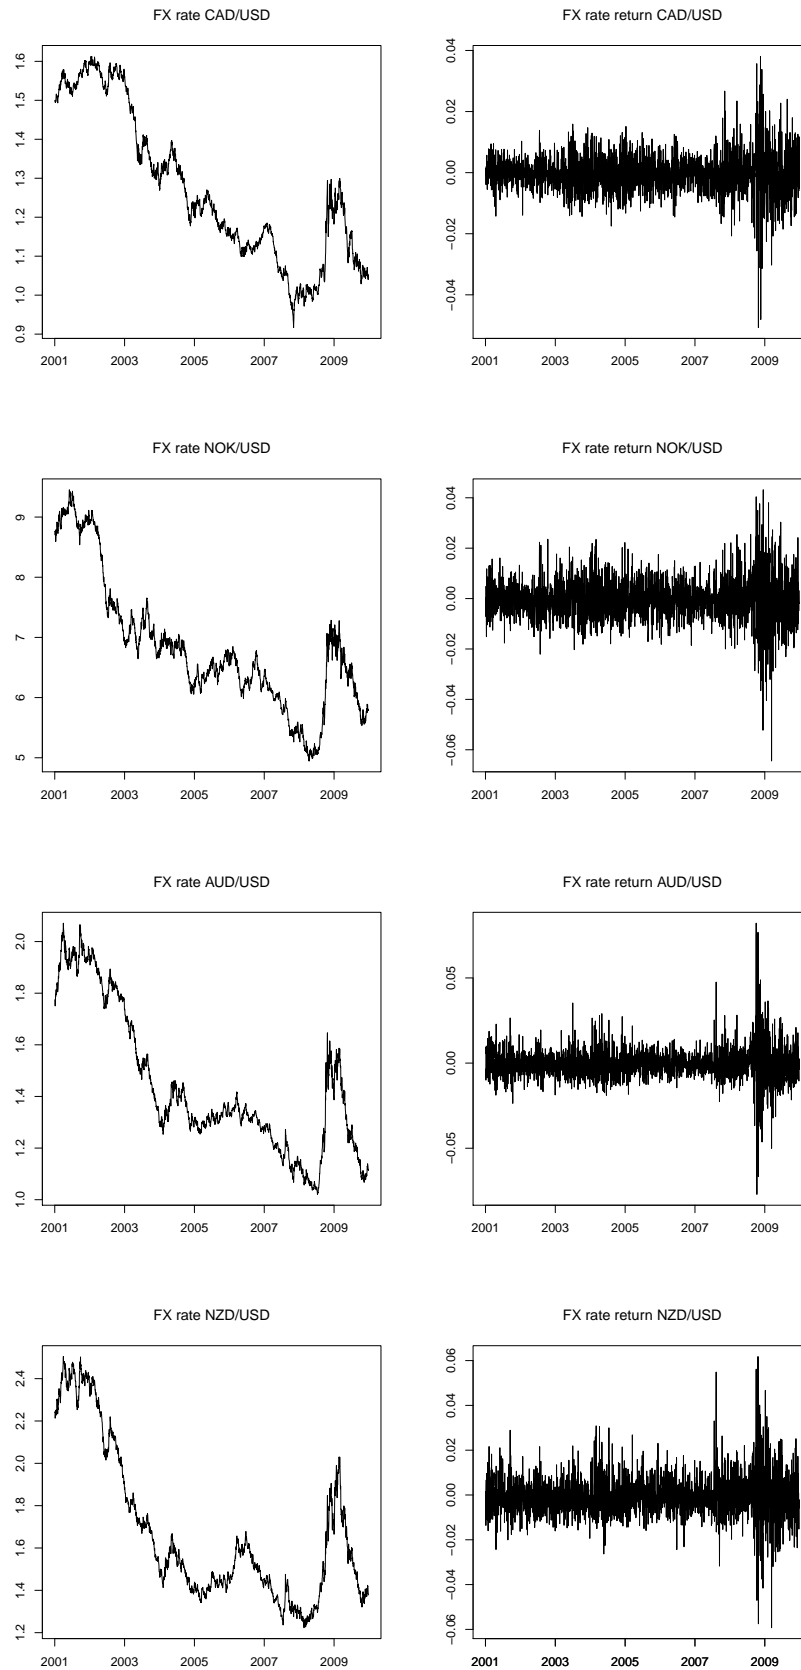 FX rate CAD/USD
0.9 1.0 1.1 1.2 1.3 1.4 1.5 1.6
2001 2003 2005 2007 2009
FX rate return CAD/USD
−0.04 −0.02 0.00 0.02 0.04
2001 2003 2005 2007 2009
FX rate NOK/USD
5 6 7 8 9
2001 2003 2005 2007 2009
FX rate return NOK/USD
−0.06 −0.04 −0.02 0.00 0.02 0.04
2001 2003 2005 2007 2009
FX rate AUD/USD
1.0 1.2 1.4 1.6 1.8 2.0
2001 2003 2005 2007 2009
FX rate return AUD/USD
−0.05 0.00 0.05
2001 2003 2005 2007 2009
FX rate NZD/USD
1.2 1.4 1.6 1.8 2.0 2.2 2.4
2001 2003 2005 2007 2009
FX rate return NZD/USD
−0.06 −0.04 −0.02 0.00 0.02 0.04 0.06
2001 2003 2005 2007 2009